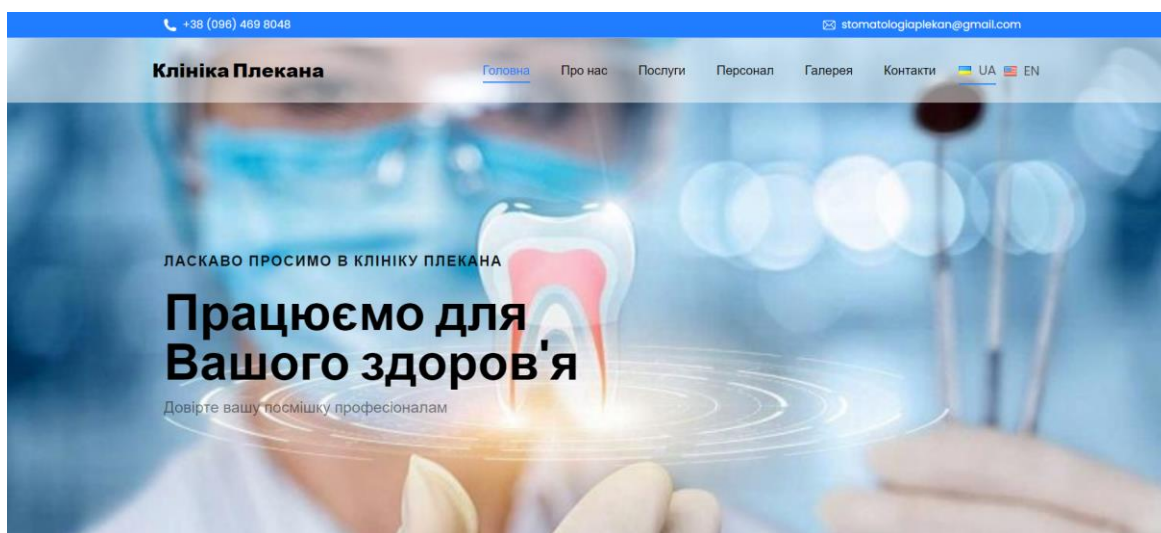 +38 (096) 469 8048
stomatologiaplekan@gmail.com
Клініка Плекана
Головна Про нас Послуги Персонал Галерея Контакти UA EN
ЛАСКАВО ПРОСИМО В КЛІНІКУ ПЛЕКАНА
Працюємо для
Вашого здоров'я
Довірте вашу посмішку професіоналам